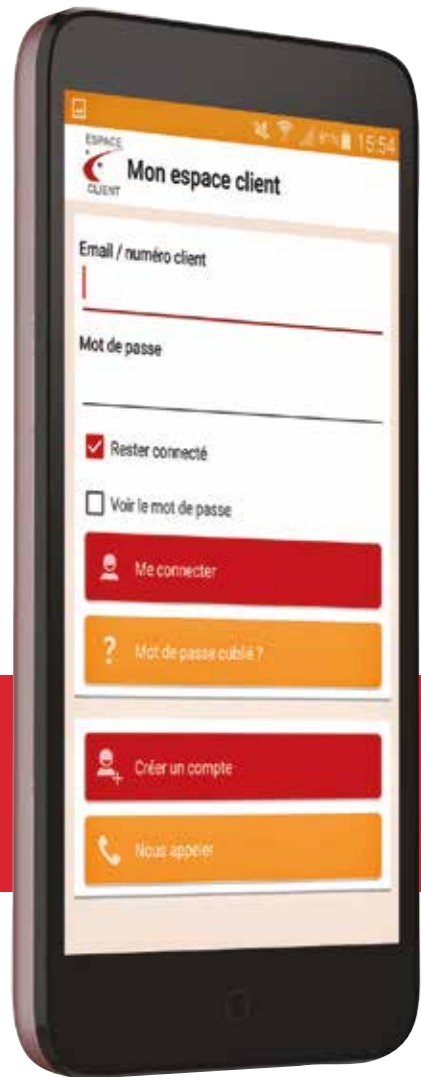 81% 15:54
ESPACE
CLIENT
Mon espace client
Email / numéro client
Mot de passe
Rester connecté
Voir le mot de passe
Me connecter
? Mot de passe oublié ?
Créer un compte
Nous appeler